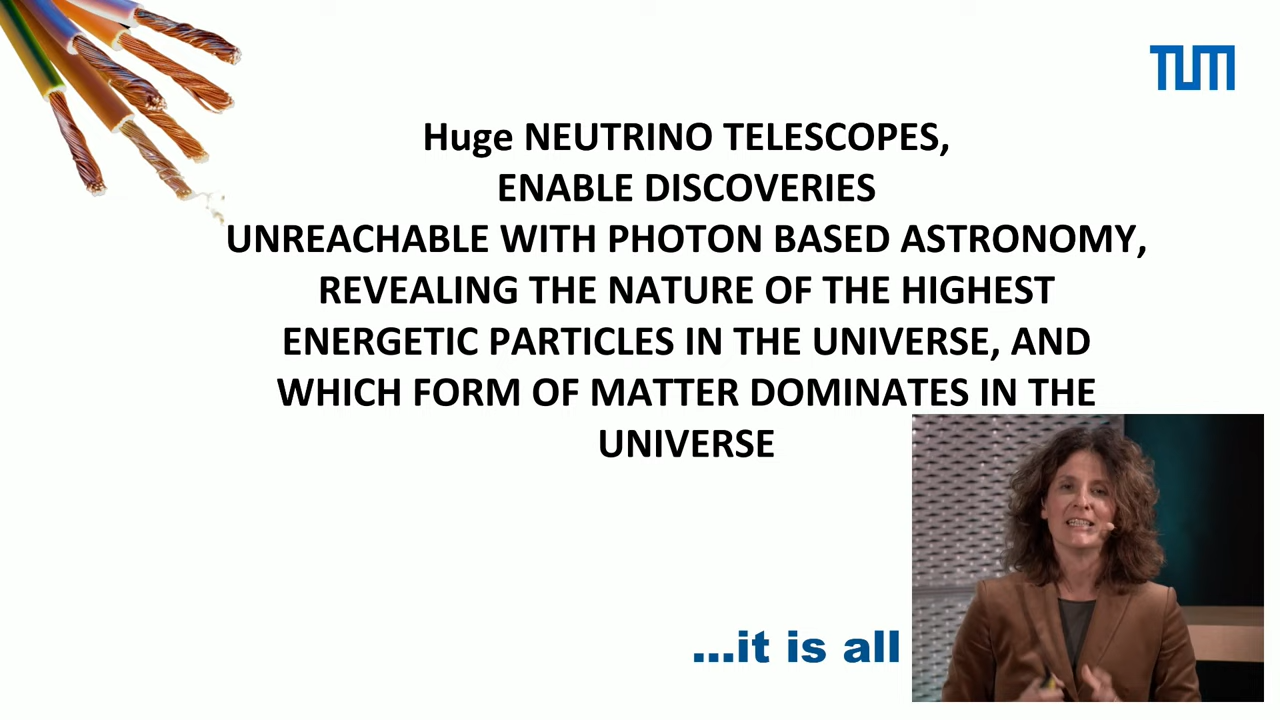 TUM
Huge NEUTRINO TELESCOPES,
ENABLE DISCOVERIES
UNREACHABLE WITH PHOTON BASED ASTRONOMY,
REVEALING THE NATURE OF THE HIGHEST
ENERGETIC PARTICLES IN THE UNIVERSE, AND
WHICH FORM OF MATTER DOMINATES IN THE
UNIVERSE
...it is all